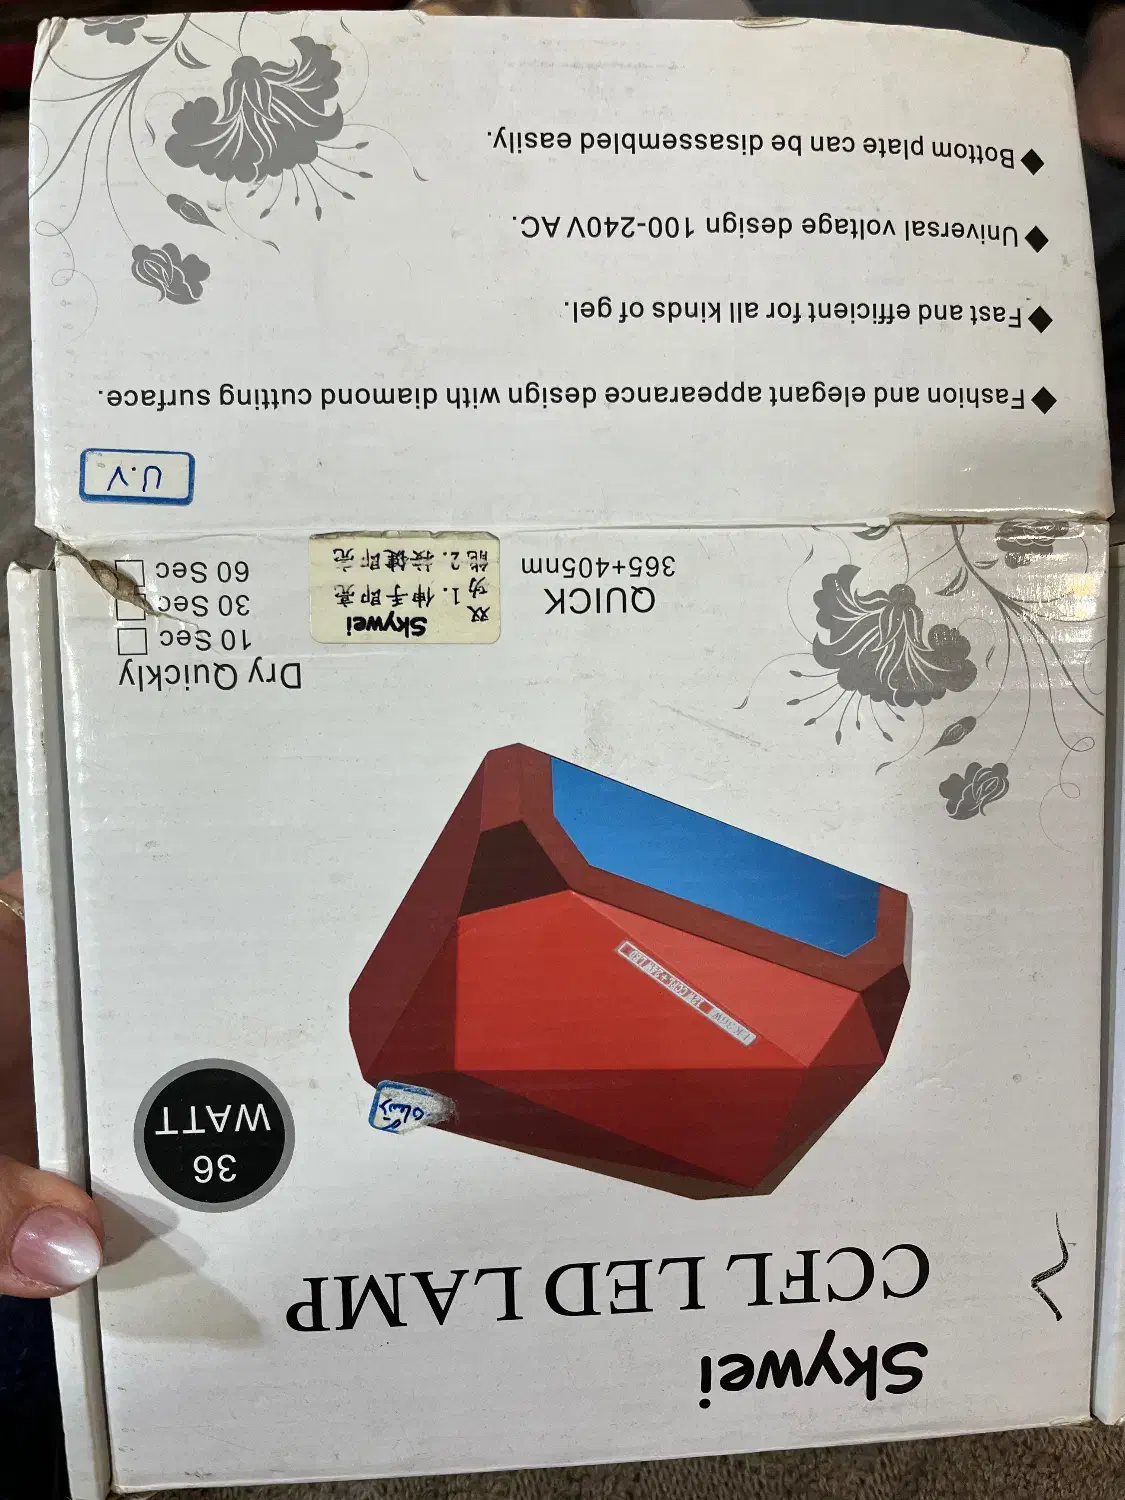 Skywei
CCFL LED LAMP
36
WATT
Dry Quickly
10 Sec
30 Sec
60 Sec
QUICK
365+405nm
Skywei
双 1. 伸手即亮
功
能 2. 按健即亮
U.V
◆Fashion and elegant appearance design with diamond cutting surface.
◆Fast and efficient for all kinds of gel.
◆Universal voltage design 100-240V AC.
◆Bottom plate can be disassembled easily.